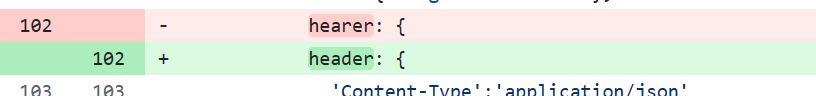 102 - hearer: {
102 + header: {
103 103 'Content-Type':'application/json'